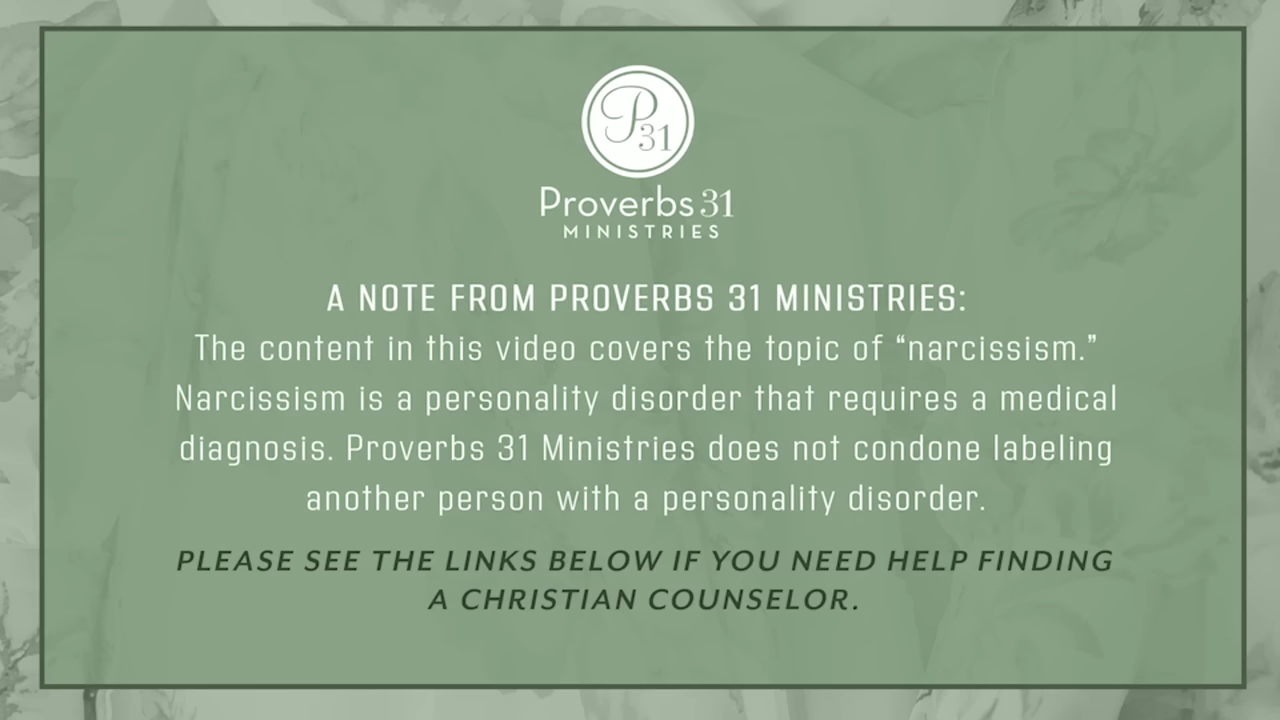 P
31
Proverbs 31
MINISTRIES
A NOTE FROM PROVERBS 31 MINISTRIES:
The content in this video covers the topic of “narcissism.”
Narcissism is a personality disorder that requires a medical
diagnosis. Proverbs 31 Ministries does not condone labeling
another person with a personality disorder.
PLEASE SEE THE LINKS BELOW IF YOU NEED HELP FINDING
A CHRISTIAN COUNSELOR.